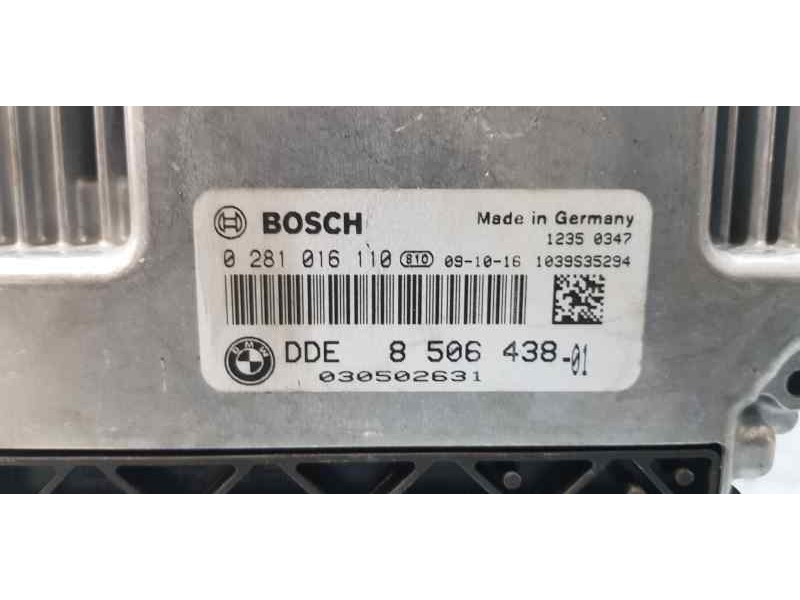 BOSCH Made in Germany
1235 0347
0 281 016 110 810 09-10-16 1039S35294
BMW DDE 8 506 438-01
030502631